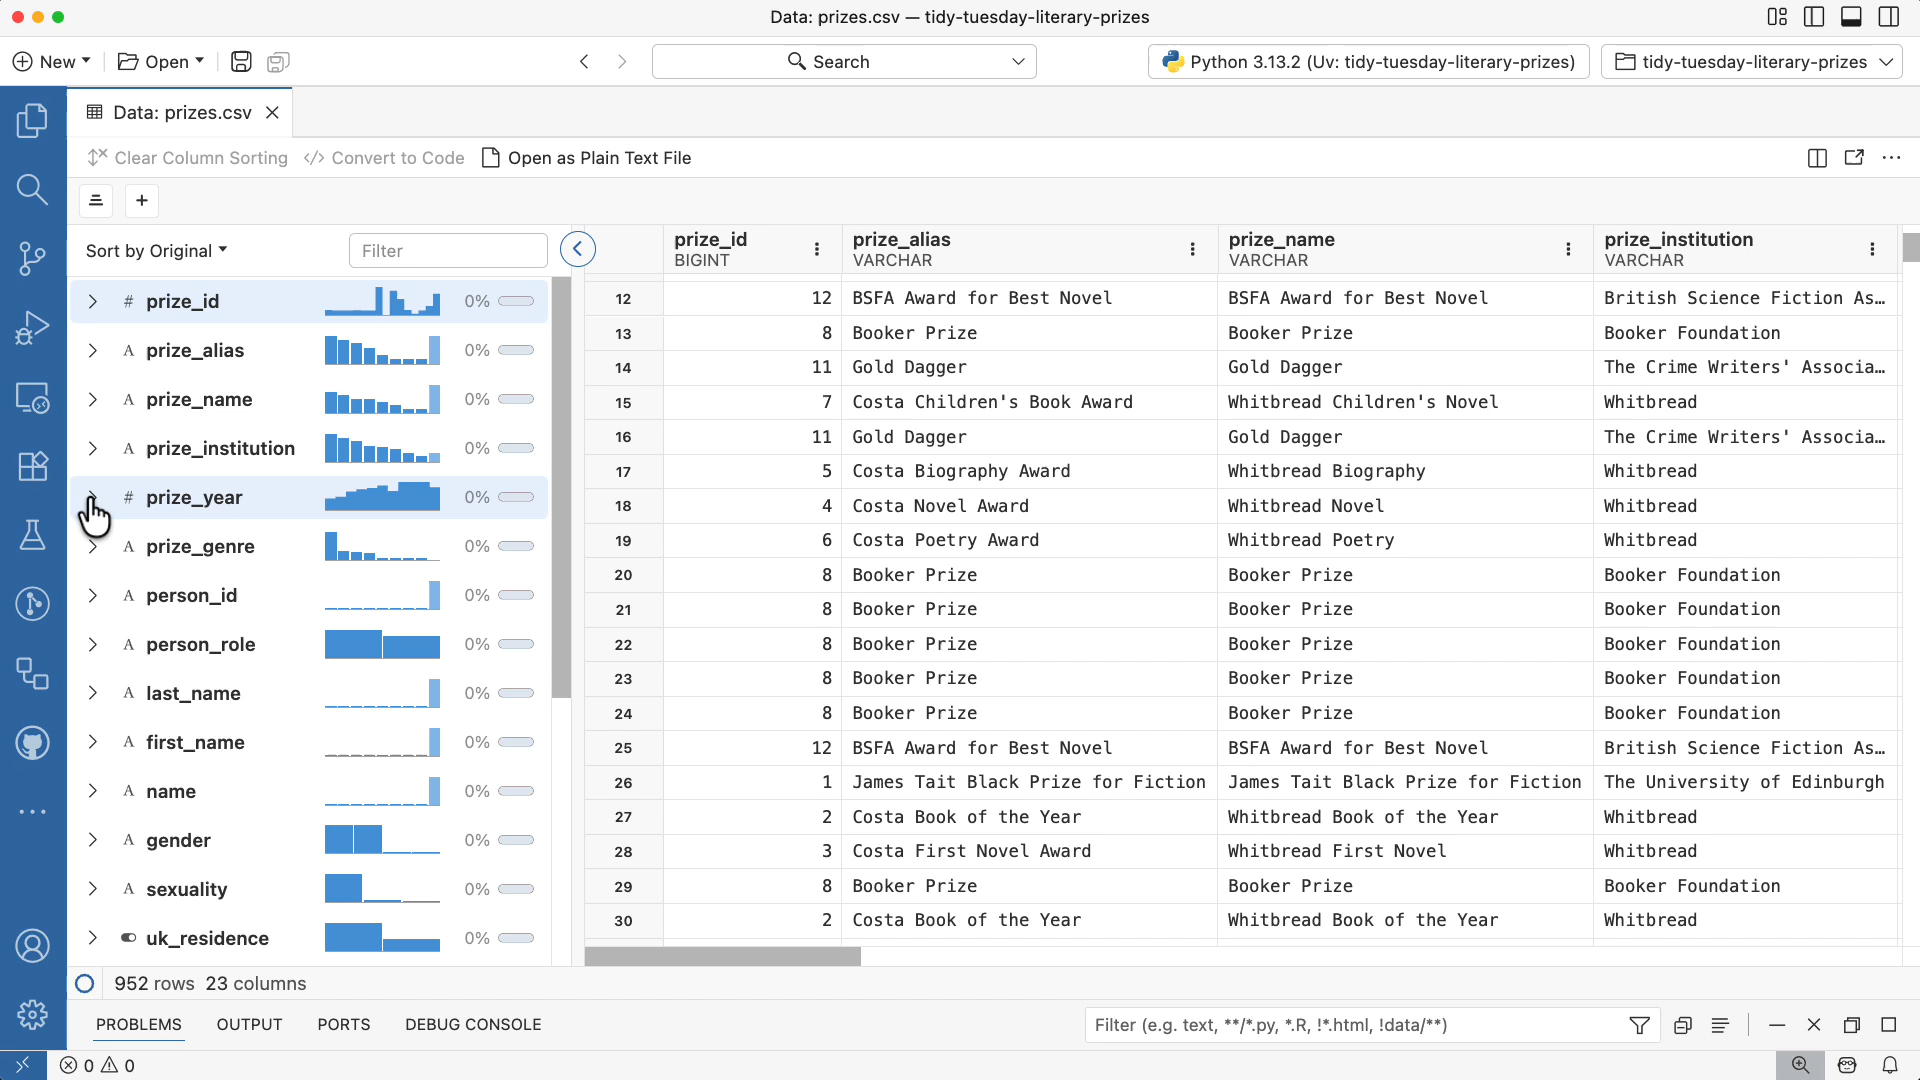 Data: prizes.csv — tidy-tuesday-literary-prizes
New Open Search Python 3.13.2 (Uv: tidy-tuesday-literary-prizes) tidy-tuesday-literary-prizes
Data: prizes.csv
Clear Column Sorting Convert to Code Open as Plain Text File
Sort by Original Filter
# prize_id 0%
A prize_alias 0%
A prize_name 0%
A prize_institution 0%
# prize_year 0%
A prize_genre 0%
A person_id 0%
A person_role 0%
A last_name 0%
A first_name 0%
A name 0%
A gender 0%
A sexuality 0%
uk_residence 0%
prize_id prize_alias prize_name prize_institution
BIGINT VARCHAR VARCHAR VARCHAR
12 12 BSFA Award for Best Novel BSFA Award for Best Novel British Science Fiction As…
13 8 Booker Prize Booker Prize Booker Foundation
14 11 Gold Dagger Gold Dagger The Crime Writers' Associa…
15 7 Costa Children's Book Award Whitbread Children's Novel Whitbread
16 11 Gold Dagger Gold Dagger The Crime Writers' Associa…
17 5 Costa Biography Award Whitbread Biography Whitbread
18 4 Costa Novel Award Whitbread Novel Whitbread
19 6 Costa Poetry Award Whitbread Poetry Whitbread
20 8 Booker Prize Booker Prize Booker Foundation
21 8 Booker Prize Booker Prize Booker Foundation
22 8 Booker Prize Booker Prize Booker Foundation
23 8 Booker Prize Booker Prize Booker Foundation
24 8 Booker Prize Booker Prize Booker Foundation
25 12 BSFA Award for Best Novel BSFA Award for Best Novel British Science Fiction As…
26 1 James Tait Black Prize for Fiction James Tait Black Prize for Fiction The University of Edinburgh
27 2 Costa Book of the Year Whitbread Book of the Year Whitbread
28 3 Costa First Novel Award Whitbread First Novel Whitbread
29 8 Booker Prize Booker Prize Booker Foundation
30 2 Costa Book of the Year Whitbread Book of the Year Whitbread
952 rows 23 columns
PROBLEMS OUTPUT PORTS DEBUG CONSOLE Filter (e.g. text, **/*.py, *.R, !*.html, !data/**)
0 0